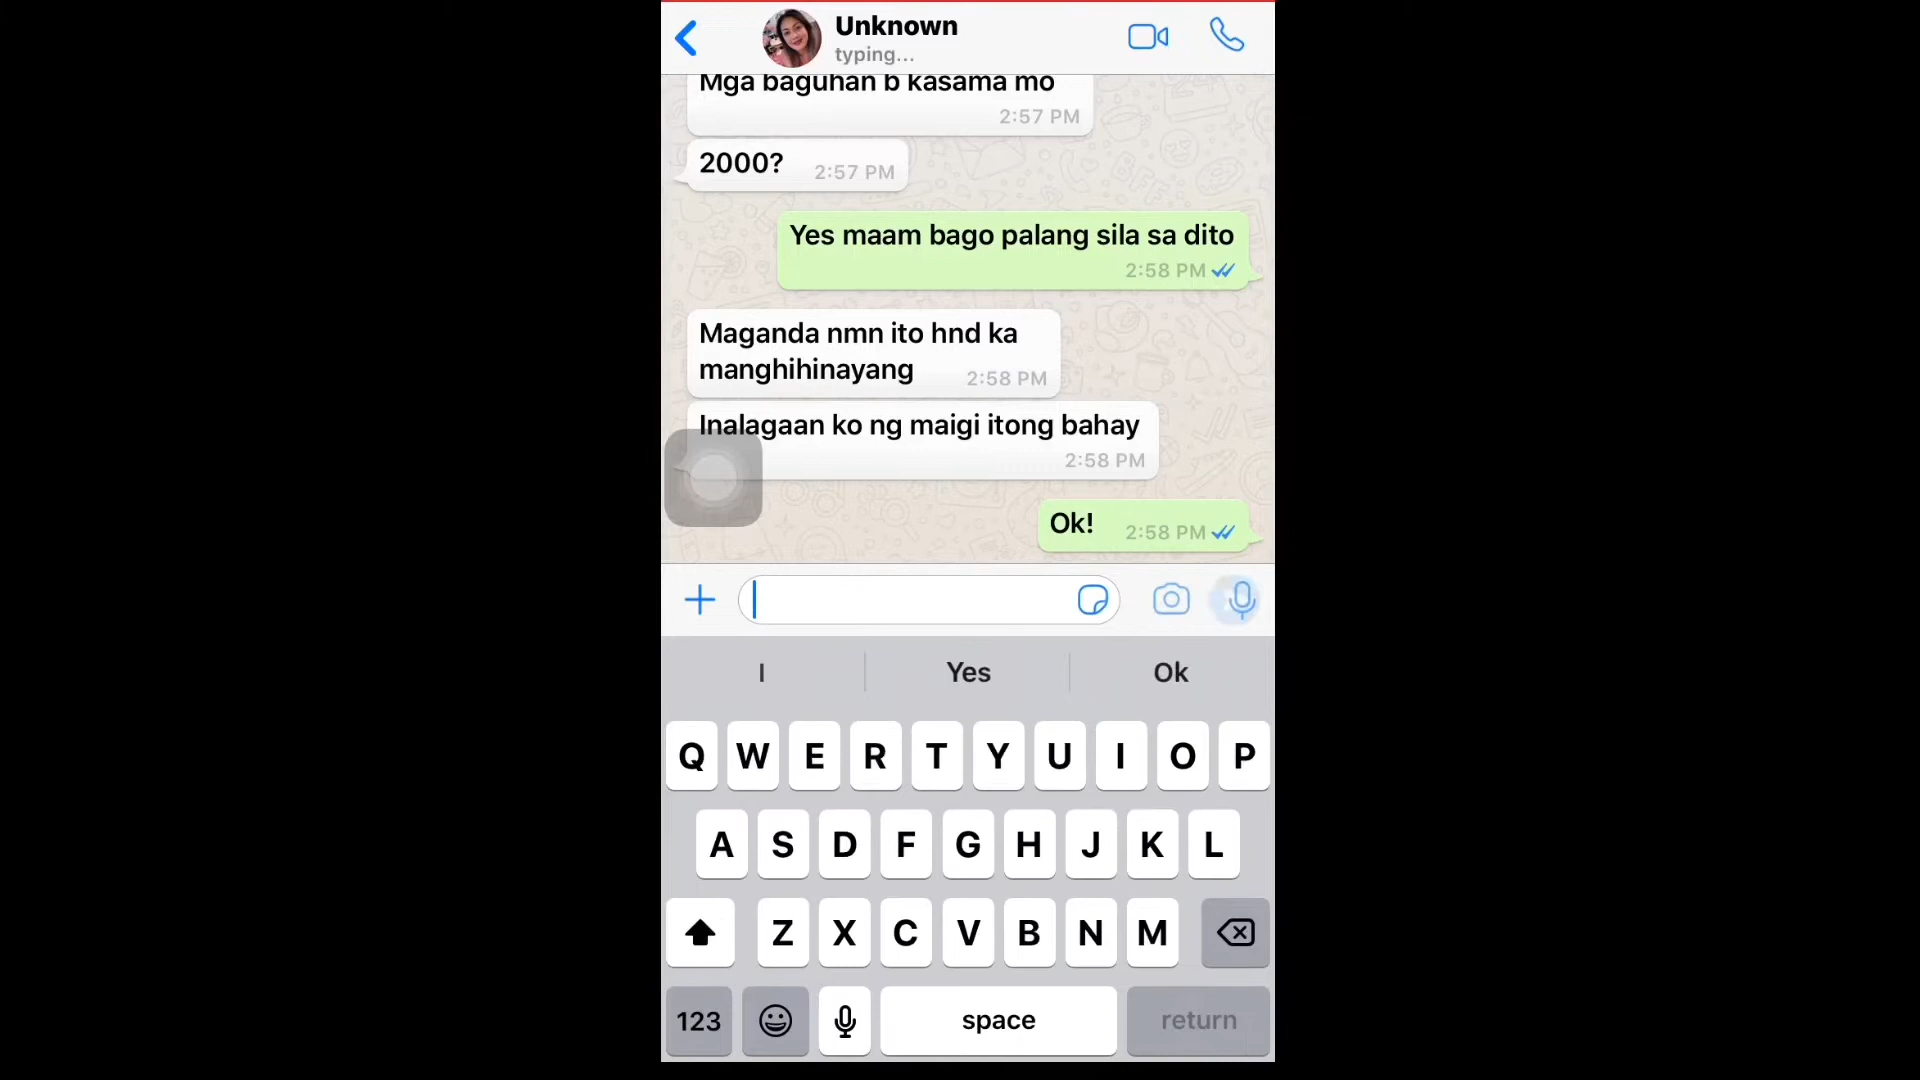 Unknown
typing...
Mga baguhan b kasama mo
2:57 PM
2000?
2:57 PM
Yes maam bago palang sila sa dito
2:58 PM
Maganda nmn ito hnd ka
manghihinayang
2:58 PM
Inalagaan ko ng maigi itong bahay
2:58 PM
Ok!
2:58 PM
I
Yes
Ok
Q W E R T Y U I O P
A S D F G H J K L
Z X C V B N M
123
space
return